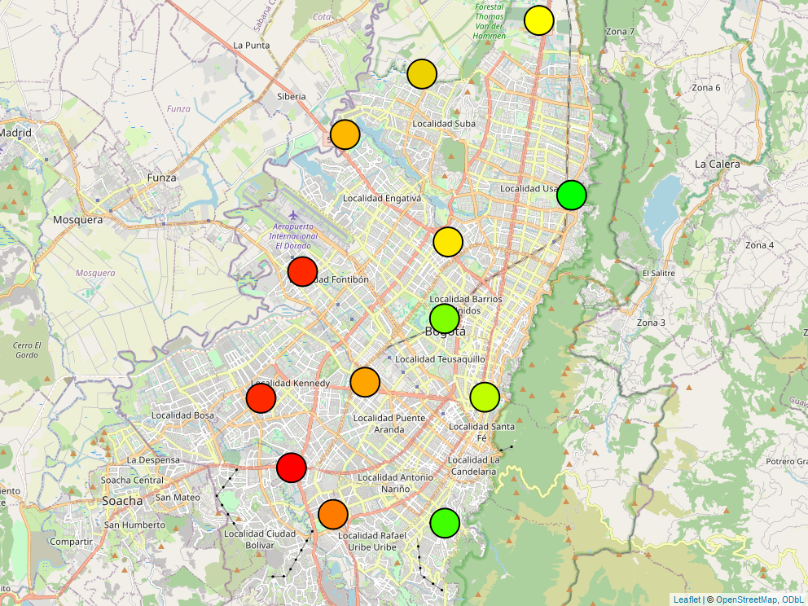 Forestal
Thomas
Van der
Hammen
Sabana C
Cota
Zona 7
La Punta
Siberia
Zona 6
Funza
Madrid
Localidad Suba
La Calera
Funza
Localidad Usa
Localidad Engativá
Mosquera
Aeropuerto
Internacional
El Dorado
Zona 4
Mosquera
El Salitre
dad Fontibón
Localidad Barrios
nidos
Zona 3
Bogotá
Cerro El
Gordo
Localidad Teusaquillo
Localidad Kennedy
Localidad Bosa
Localidad Puente
Aranda
Localidad Santa
Fé
La Despensa
Localidad La
Candelaria
Potrero Gra
Soacha Central
Soacha
San Mateo
Localidad Antonio
Nariño
San Humberto
Compartir
Localidad Ciudad
Bolívar
Localidad Rafael
Uribe Uribe
Leaflet | © OpenStreetMap, ODbL